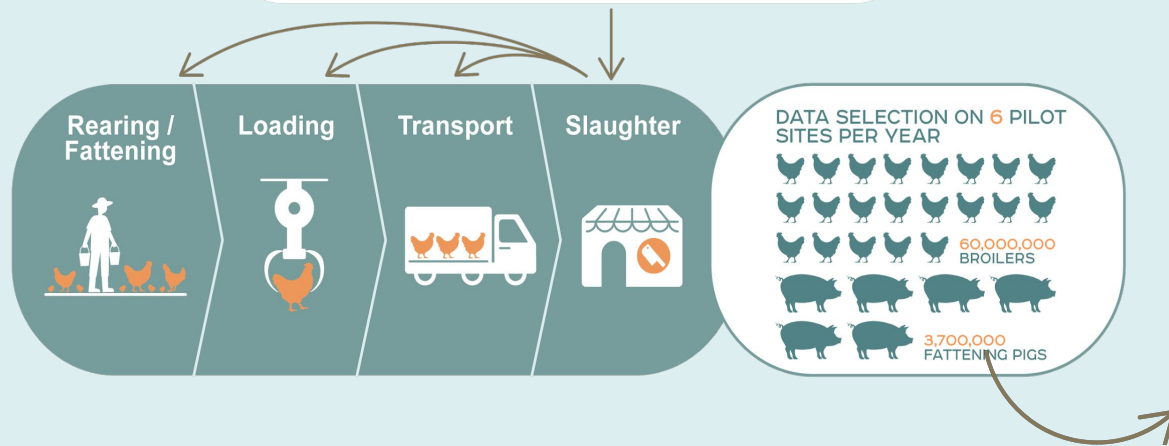 Rearing /
Fattening
Loading
Transport
Slaughter
DATA SELECTION ON 6 PILOT
SITES PER YEAR
60,000,000
BROILERS
3,700,000
FATTENING PIGS